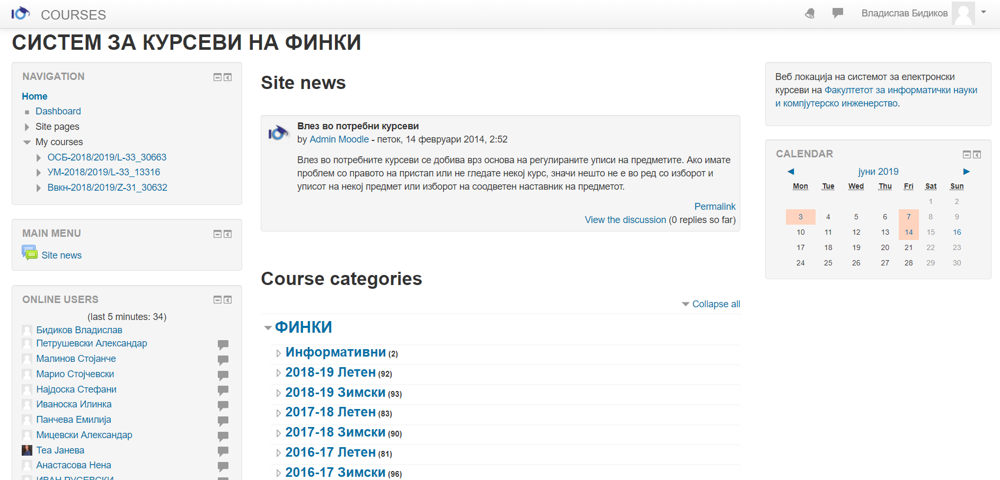 COURSES
Владислав Бидиков
СИСТЕМ ЗА КУРСЕВИ НА ФИНКИ
NAVIGATION
Home
Dashboard
Site pages
My courses
ОСБ-2018/2019/L-33_30663
УМ-2018/2019/L-33_13316
Ввкн-2018/2019/Z-31_30632
MAIN MENU
Site news
ONLINE USERS
(last 5 minutes: 34)
Бидиков Владислав
Петрушевски Александар
Малинов Стојанче
Марио Стојчевски
Најдоска Стефани
Иваноска Илинка
Панчева Емилија
Мицевски Александар
Теа Јанева
Анастасова Нена
ИВАН РУСЕВСКИ
Site news
Влез во потребни курсеви
by Admin Moodle - петок, 14 февруари 2014, 2:52
Влез во потребните курсеви се добива врз основа на регулираните уписи на предметите. Ако имате
проблем со правото на пристап или не гледате некој курс, значи нешто не е во ред со изборот и
уписот на некој предмет или изборот на соодветен наставник на предметот.
Permalink
View the discussion (0 replies so far)
Course categories
Collapse all
ФИНКИ
Информативни (2)
2018-19 Летен (92)
2018-19 Зимски (93)
2017-18 Летен (83)
2017-18 Зимски (90)
2016-17 Летен (81)
2016-17 Зимски (96)
Веб локација на системот за електронски
курсеви на Факултетот за информатички науки
и компјутерско инженерство.
CALENDAR
◀ јуни 2019 ▶
Mon Tue Wed Thu Fri Sat Sun
1 2
3 4 5 6 7 8 9
10 11 12 13 14 15 16
17 18 19 20 21 22 23
24 25 26 27 28 29 30